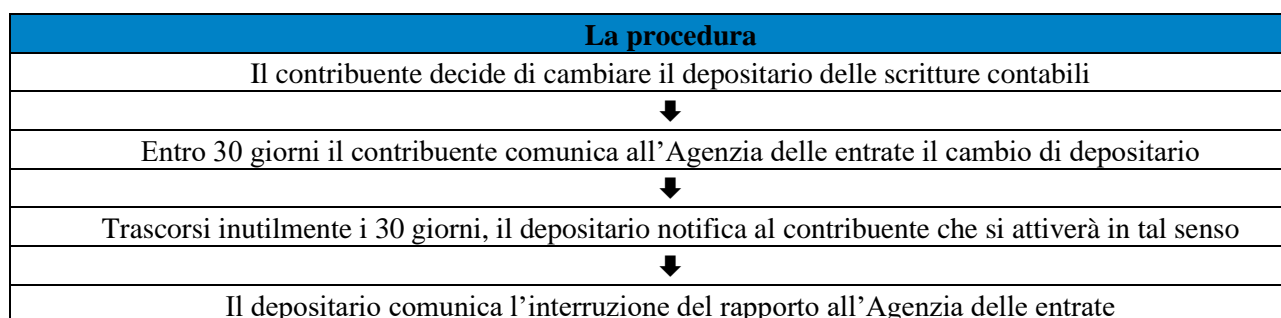 La procedura
Il contribuente decide di cambiare il depositario delle scritture contabili
🡇
Entro 30 giorni il contribuente comunica all’Agenzia delle entrate il cambio di depositario
🡇
Trascorsi inutilmente i 30 giorni, il depositario notifica al contribuente che si attiverà in tal senso
🡇
Il depositario comunica l’interruzione del rapporto all’Agenzia delle entrate